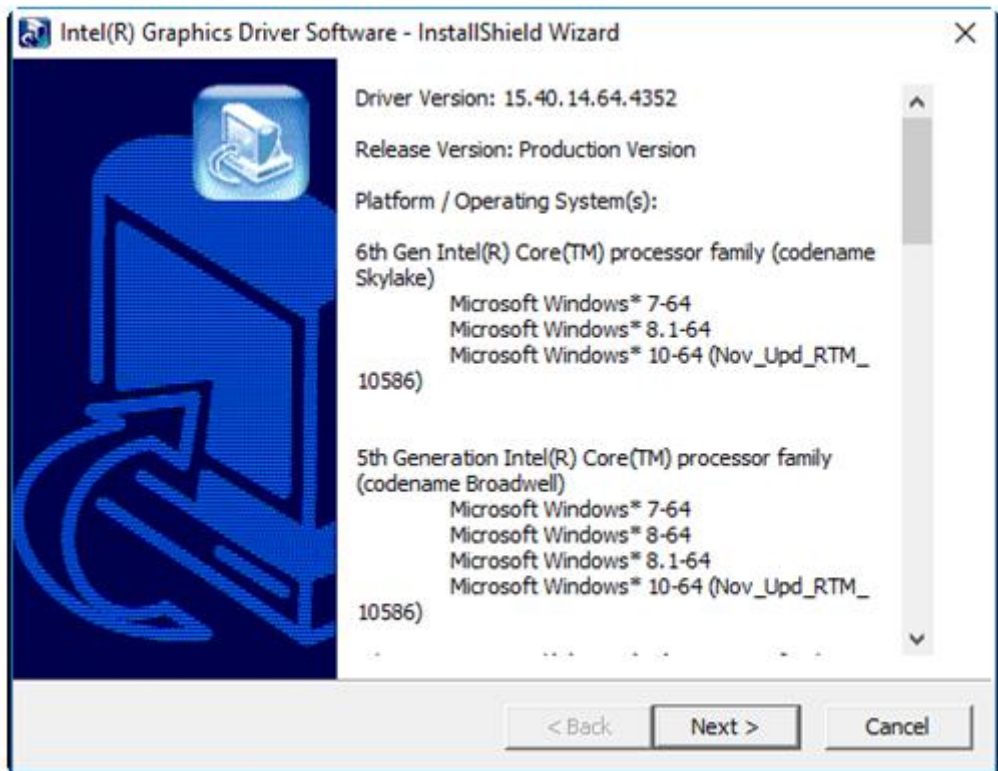 Intel(R) Graphics Driver Software - InstallShield Wizard
Driver Version: 15.40.14.64.4352
Release Version: Production Version
Platform / Operating System(s):
6th Gen Intel(R) Core(TM) processor family (codename
Skylake)
Microsoft Windows* 7-64
Microsoft Windows* 8.1-64
Microsoft Windows* 10-64 (Nov_Upd_RTM_
10586)
5th Generation Intel(R) Core(TM) processor family
(codename Broadwell)
Microsoft Windows* 7-64
Microsoft Windows* 8-64
Microsoft Windows* 8.1-64
Microsoft Windows* 10-64 (Nov_Upd_RTM_
10586)
< Back
Next >
Cancel